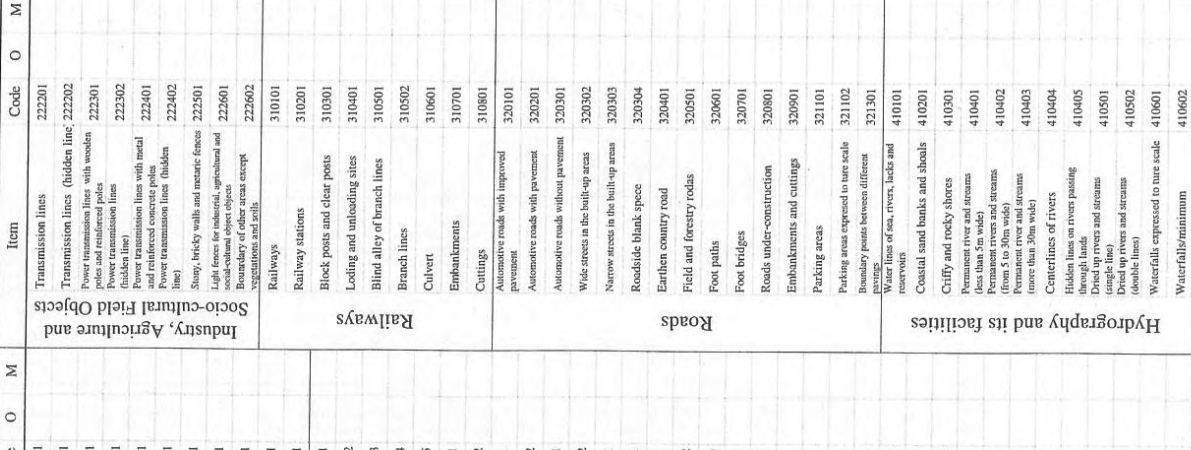 Item Code O M
Industry, Agriculture and
Socio-cultural Field Objects
Transmission lines 222201
Transmission lines (hidden line) 222202
Power tranmission lines with wooden
poles and reinforced poles 222301
Power transmission lines
(hidden line) 222302
Power tranmission lines with metal
and reinforced concrete poles 222401
Power tranmmission lines (hidden
line) 222402
Stony, bricky walls and metaric fences 222501
Light fences for industrial, agricultural and
social-cultural object objects 222601
Boundary of other areas except
vegetations and soils 222602
Railways
Railways 310101
Railway stations 310201
Block posts and clear posts 310301
Loding and unloading sites 310401
Blind alley of branch lines 310501
Branch lines 310502
Culvert 310601
Embankments 310701
Cuttings 310801
Roads
Automotive roads with improved
pavement 320101
Automotive roads with pavement 320201
Automotive roads without pavement 320301
Wide streets in the built-up areas 320302
Narrow streets in the built-up areas 320303
Roadside blank spece 320304
Earthen country road 320401
Field and forestry rodas 320501
Foot paths 320601
Foot bridges 320701
Roads under-construction 320801
Embankments and cuttings 320901
Parking areas 321101
Parking areas expresed to ture scale 321102
Boundary points between different
pavings 321301
Hydrography and its facilities
Water lines of sea, rivers, lacks and
reservoirs 410101
Coastal sand banks and shoals 410201
Criffy and rocky shores 410301
Permanent river and streams
(less than 5m wide) 410401
Permanent rivers and streams
(from 5 to 30m wide) 410402
Permanent river and streams
(more than 30m wide) 410403
Centerlines of rivers 410404
Hidden lines on rivers passing
through lands 410405
Dried up rivers and streams
(single line) 410501
Dried up rivers and streams
(double lines) 410502
Waterfalls expressed to ture scale 410601
Waterfalls/minimum 410602
O M